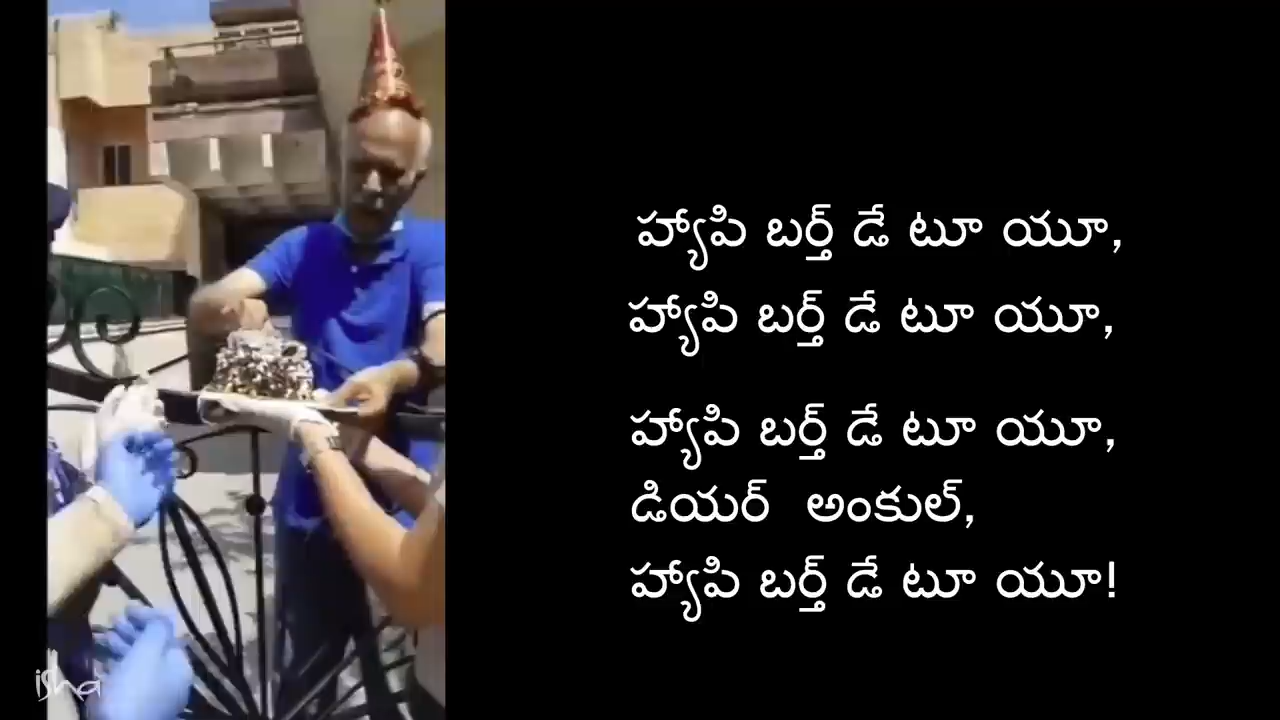 హ్యాపి బర్త్ డే టూ యూ,
హ్యాపి బర్త్ డే టూ యూ,
హ్యాపి బర్త్ డే టూ యూ,
డియర్ అంకుల్,
హ్యాపి బర్త్ డే టూ యూ!
isha